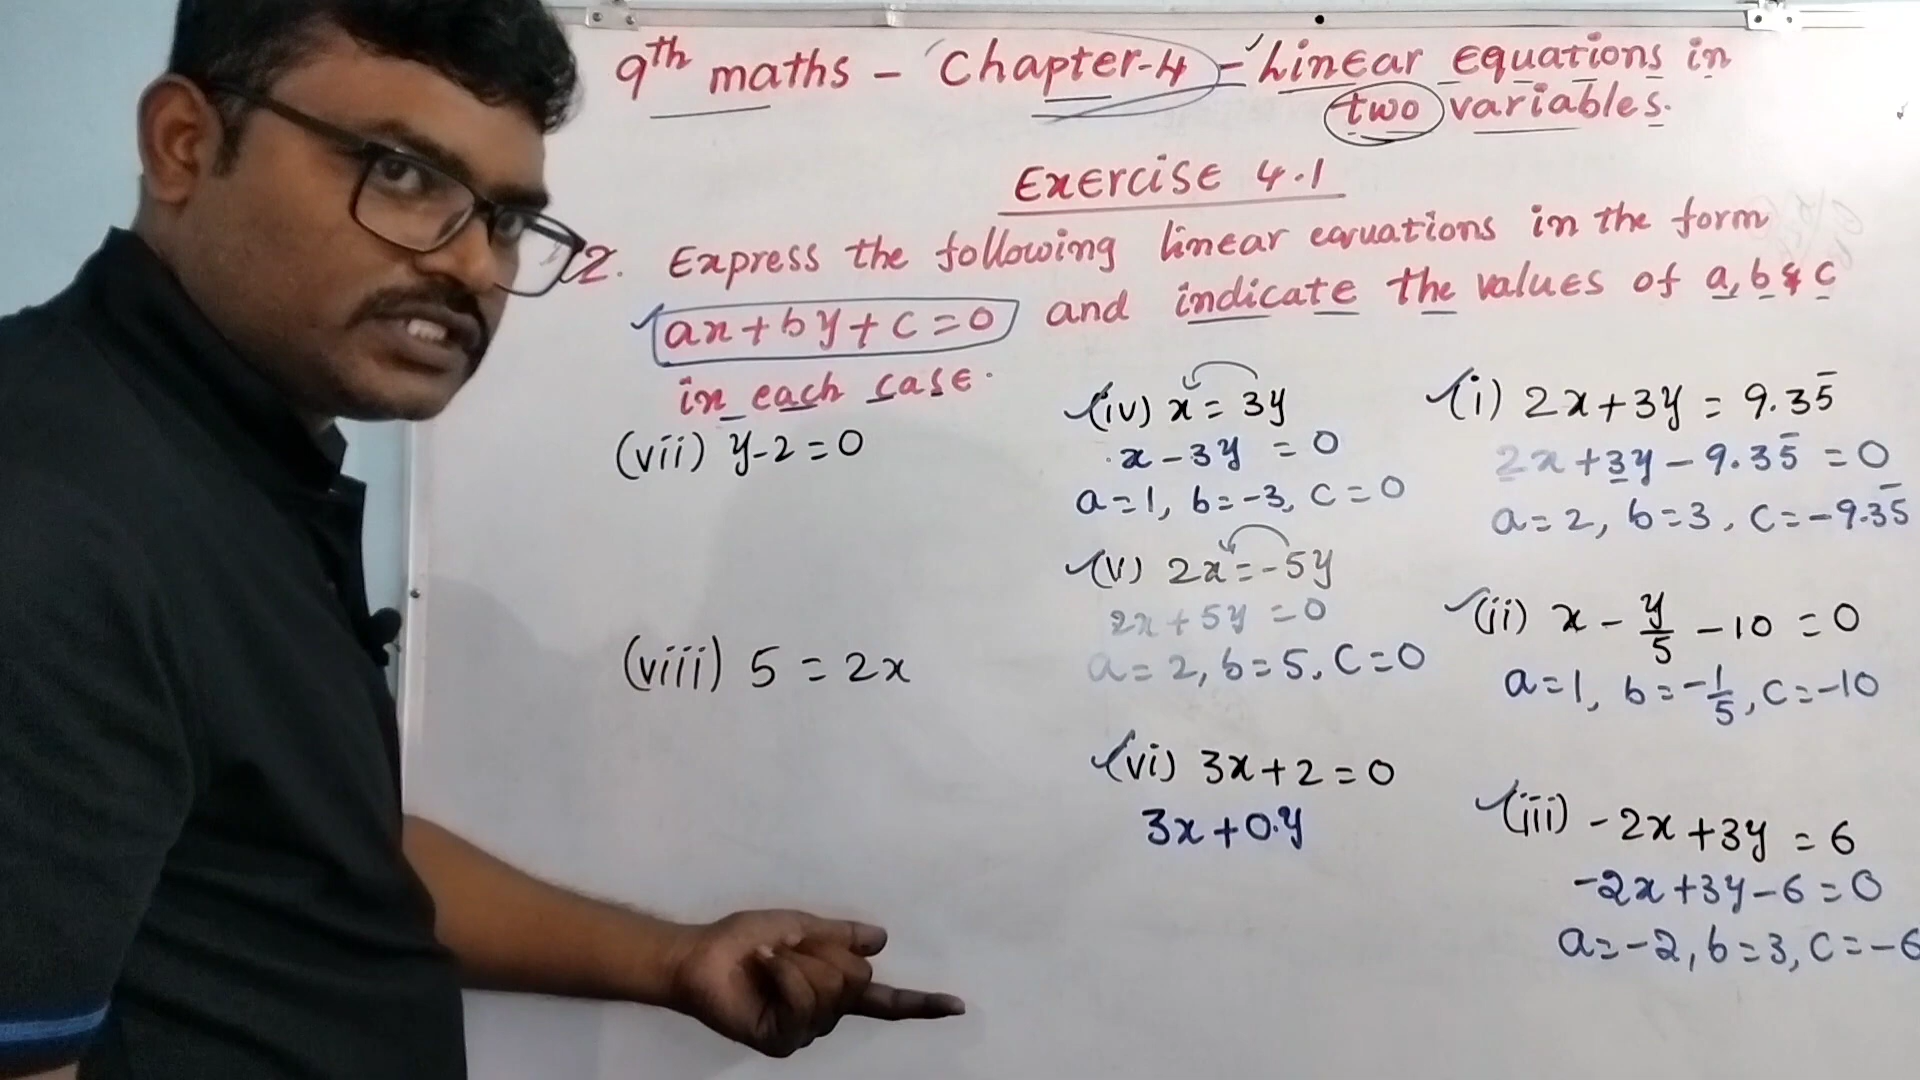 9th maths - Chapter-4 - Linear Equations in
two variables.
Exercise 4.1
2. Express the following linear equations in the form
ax+by+c=0 and indicate the values of a, b & c
in each case.
(vii) y-2=0
(viii) 5=2x
(iv) x=3y
x-3y=0
a=1, b=-3, c=0
(v) 2x=-5y
2x+5y=0
a=2, b=5, c=0
(vi) 3x+2=0
3x+0.y
(i) 2x+3y=9.35̅
2x+3y-9.35̅=0
a=2, b=3, c=-9.35̅
(ii) x-y/5-10=0
a=1, b=-1/5, c=-10
(iii) -2x+3y=6
-2x+3y-6=0
a=-2, b=3, c=-6